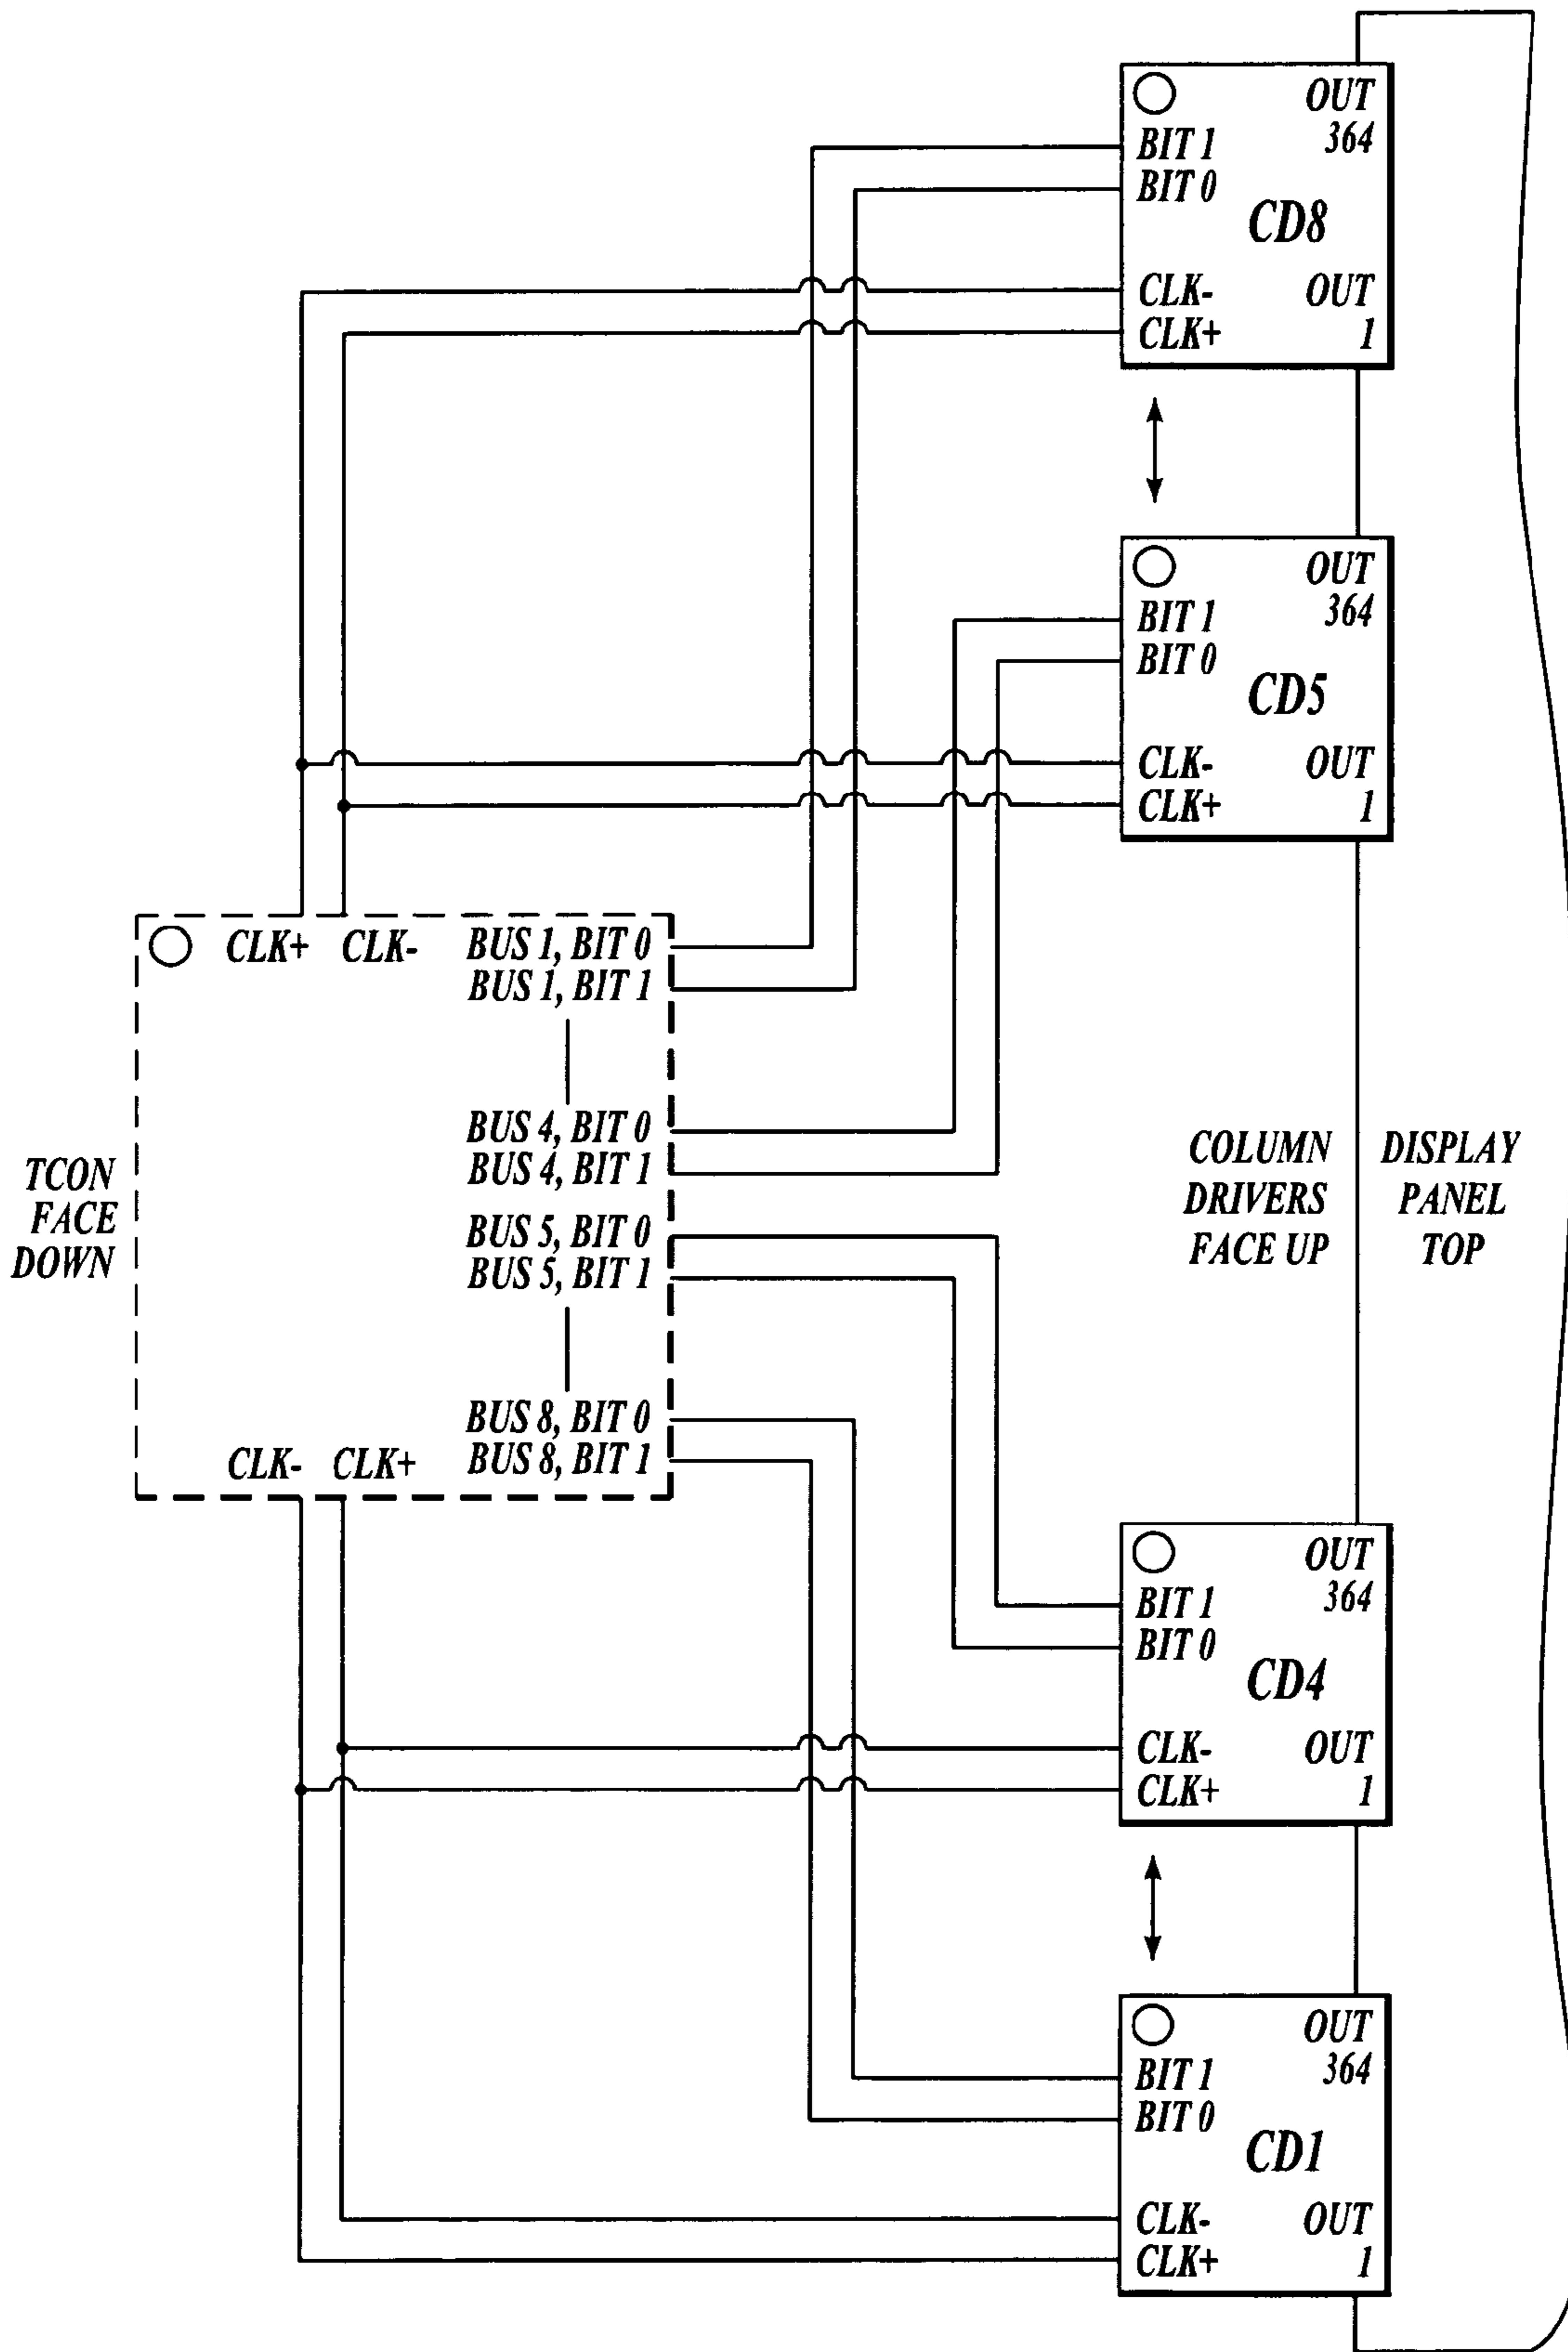 OUT
364
BIT 1
BIT 0
CD8
CLK- OUT
CLK+ 1
OUT
364
BIT 1
BIT 0
CD5
CLK- OUT
CLK+ 1
CLK+ CLK- BUS 1, BIT 0
BUS 1, BIT 1
BUS 4, BIT 0
BUS 4, BIT 1
BUS 5, BIT 0
BUS 5, BIT 1
BUS 8, BIT 0
BUS 8, BIT 1
CLK- CLK+
TCON
FACE
DOWN
COLUMN
DRIVERS
FACE UP
DISPLAY
PANEL
TOP
OUT
364
BIT 1
BIT 0
CD4
CLK- OUT
CLK+ 1
OUT
364
BIT 1
BIT 0
CD1
CLK- OUT
CLK+ 1